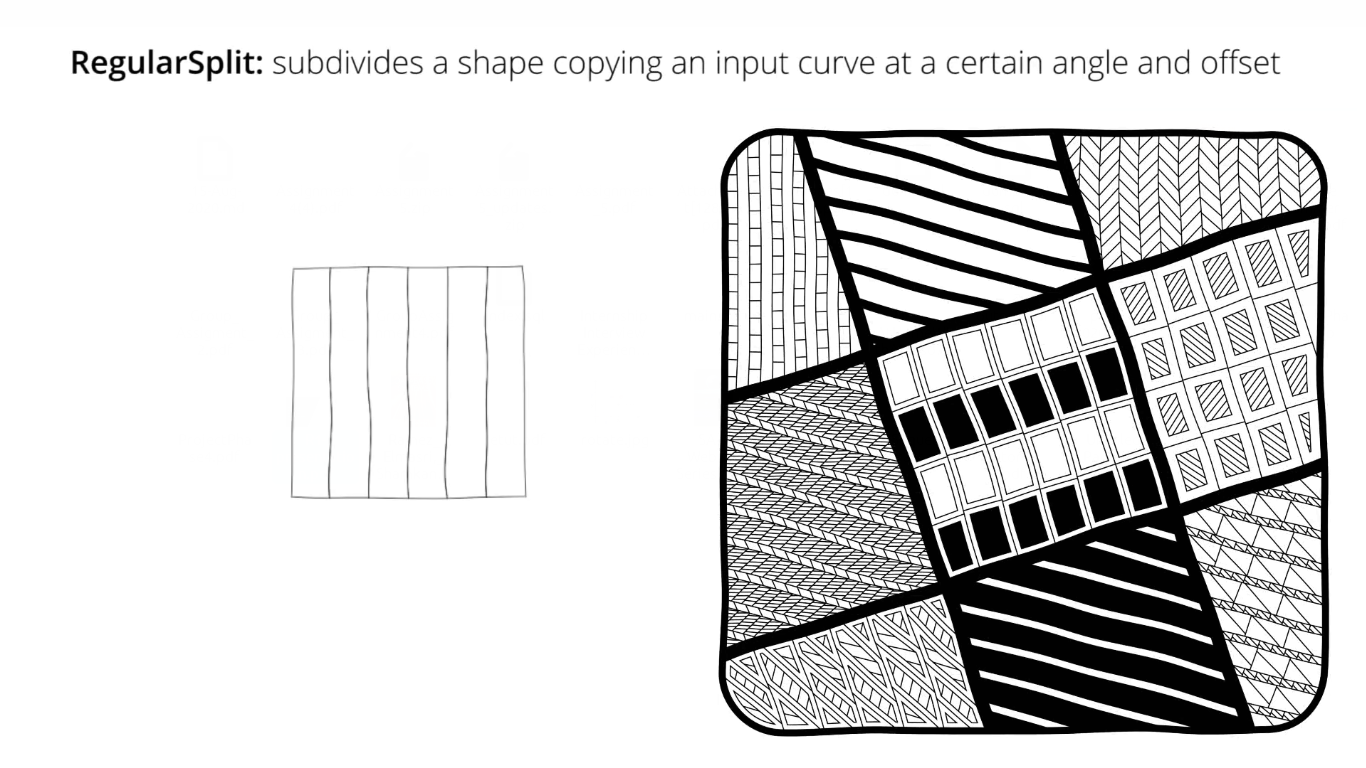 RegularSplit: subdivides a shape copying an input curve at a certain angle and offset